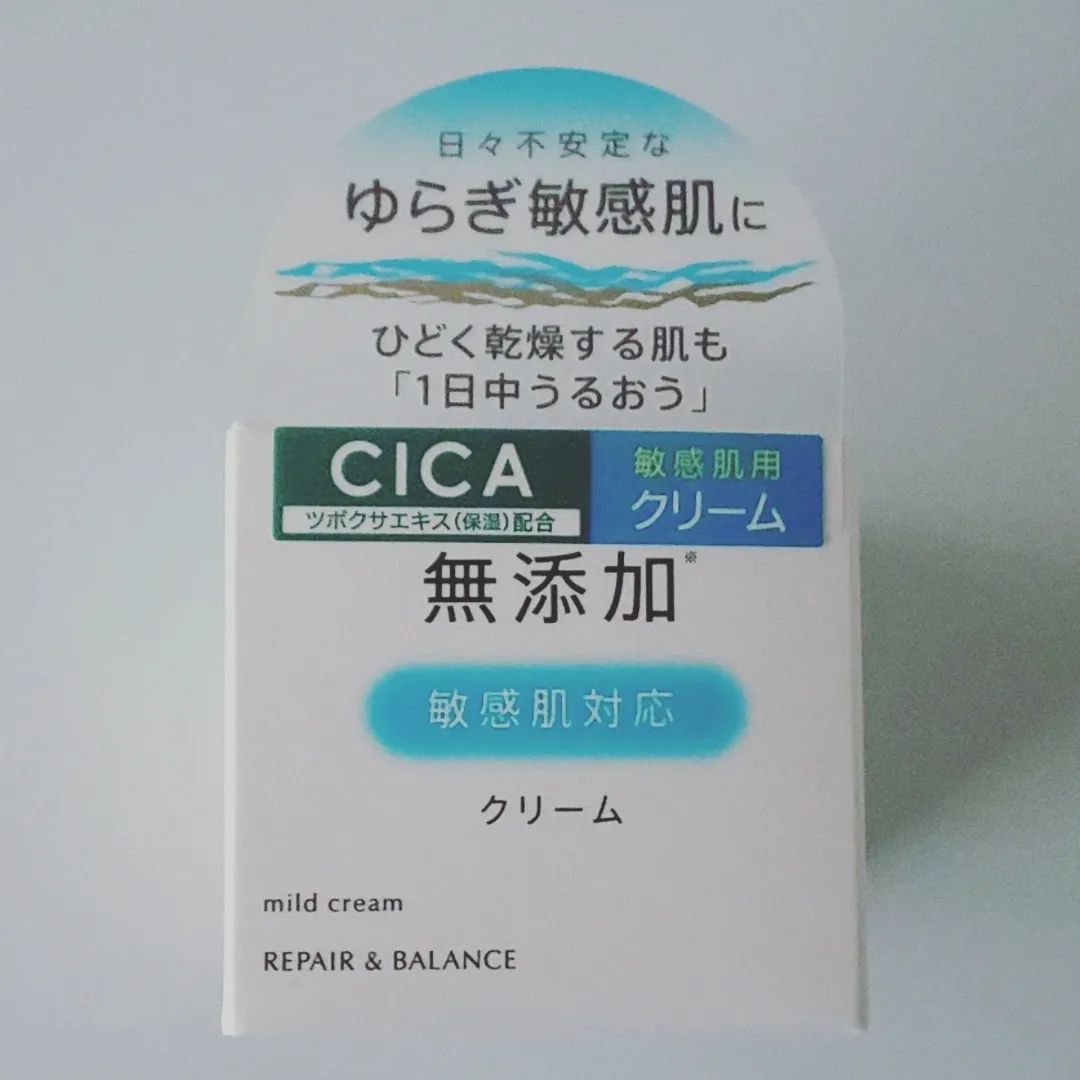 日々不安定な
ゆらぎ敏感肌に
ひどく乾燥する肌も
「1日中うるおう」
CICA
ツボクサエキス(保湿)配合
敏感肌用
クリーム
無添加※
敏感肌対応
クリーム
mild cream
REPAIR & BALANCE